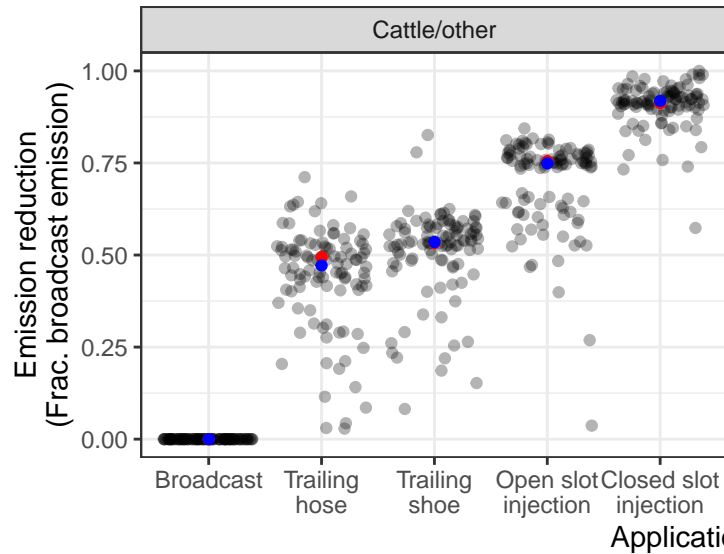 Cattle/other
Emission reduction
(Frac. broadcast emission)
1.00
0.75
0.50
0.25
0.00
Broadcast
Trailing
hose
Trailing
shoe
Open slot
injection
Closed slot
injection
Applicati